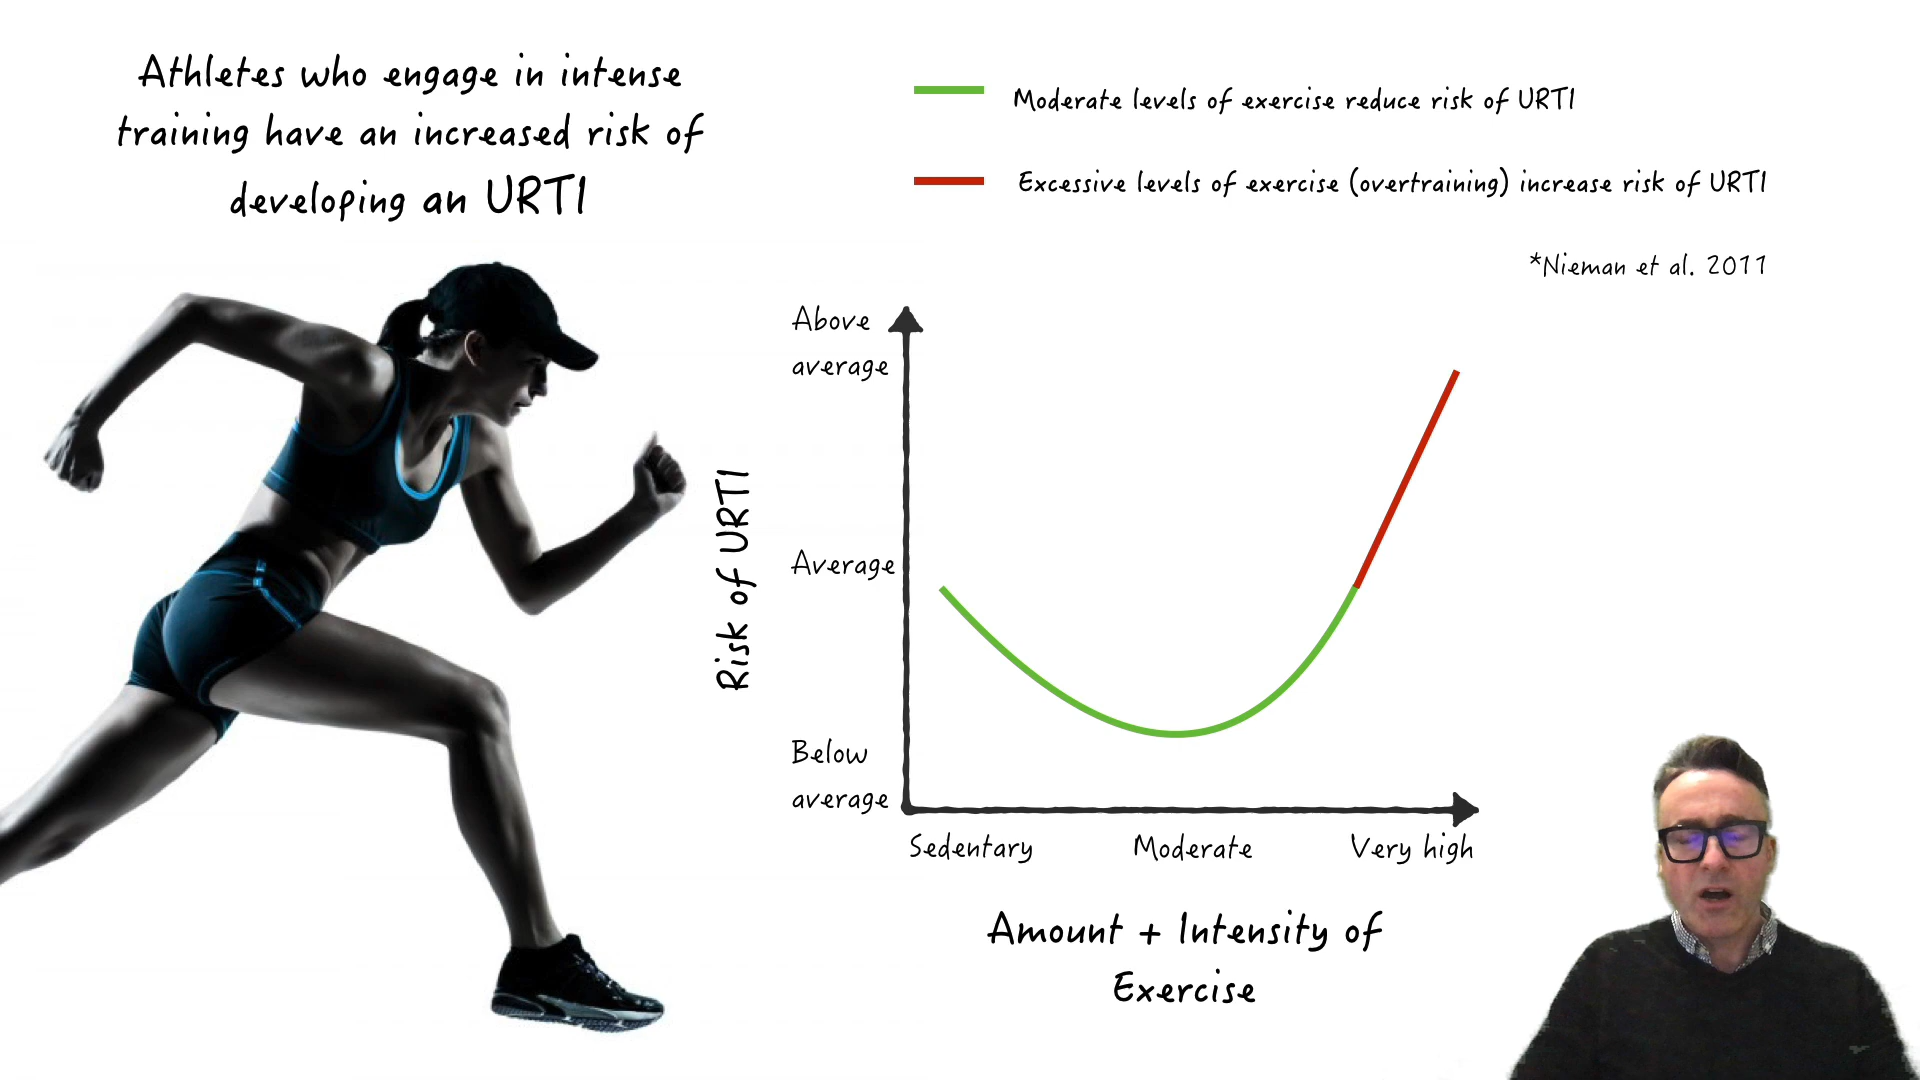 Athletes who engage in intense
training have an increased risk of
developing an URTI
Moderate levels of exercise reduce risk of URTI
Excessive levels of exercise (overtraining) increase risk of URTI
*Nieman et al. 2011
Above
average
Average
Below
average
Risk of URTI
Sedentary
Moderate
Very high
Amount + Intensity of
Exercise